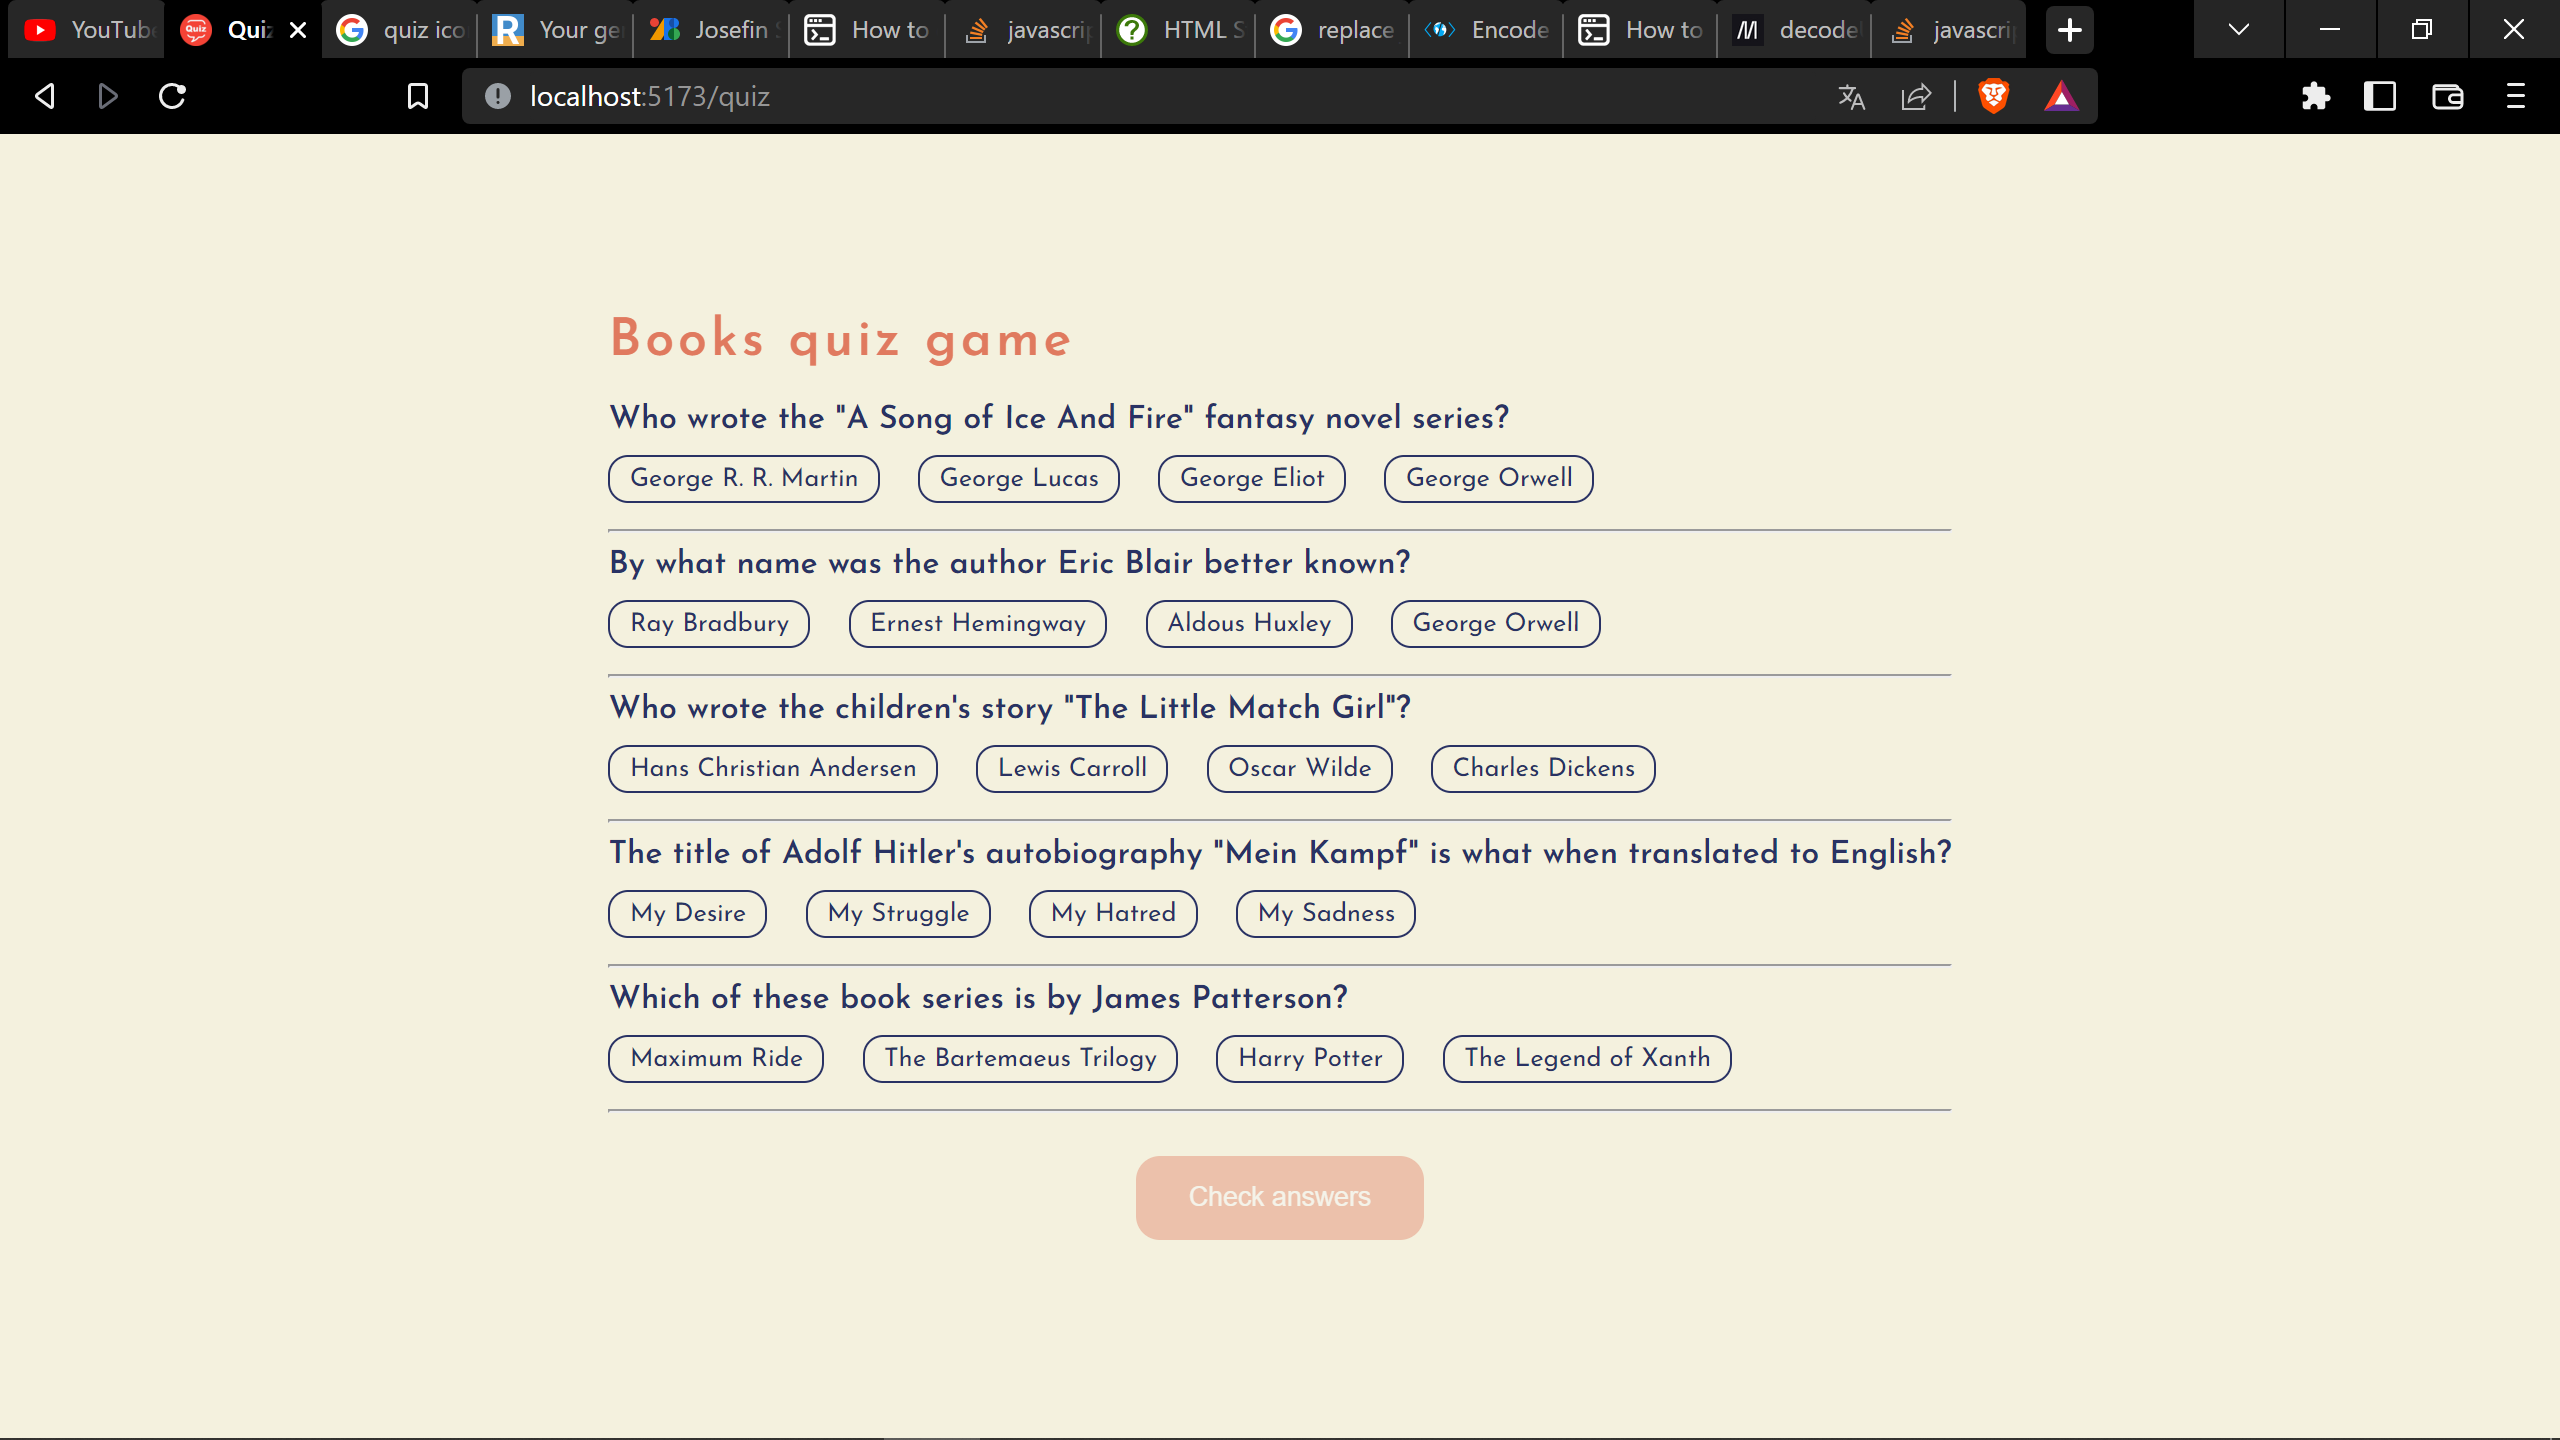 YouTube Quiz quiz ico Your ge Josefin How to javascri HTML S replace Encode How to decode javascri
localhost:5173/quiz
Books quiz game
Who wrote the "A Song of Ice And Fire" fantasy novel series?
George R. R. Martin George Lucas George Eliot George Orwell
By what name was the author Eric Blair better known?
Ray Bradbury Ernest Hemingway Aldous Huxley George Orwell
Who wrote the children's story "The Little Match Girl"?
Hans Christian Andersen Lewis Carroll Oscar Wilde Charles Dickens
The title of Adolf Hitler's autobiography "Mein Kampf" is what when translated to English?
My Desire My Struggle My Hatred My Sadness
Which of these book series is by James Patterson?
Maximum Ride The Bartemaeus Trilogy Harry Potter The Legend of Xanth
Check answers